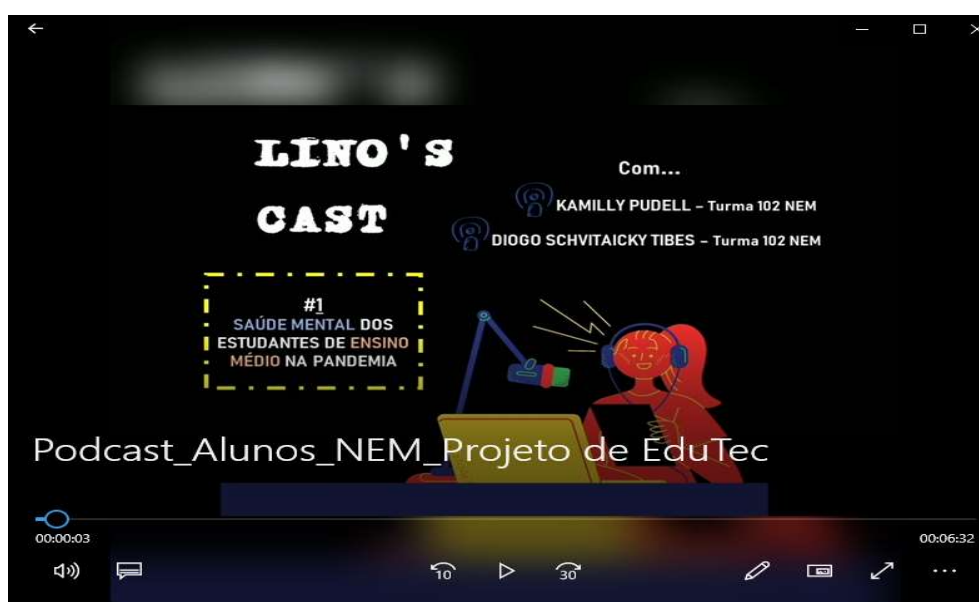 LINO'S
CAST
Com...
KAMILLY PUDELL – Turma 102 NEM
DIOGO SCHVITAICKY TIBES – Turma 102 NEM
#1
SAÚDE MENTAL DOS
ESTUDANTES DE ENSINO
MÉDIO NA PANDEMIA
Podcast_Alunos_NEM_Projeto de EduTec
00:00:03
00:06:32
10
30